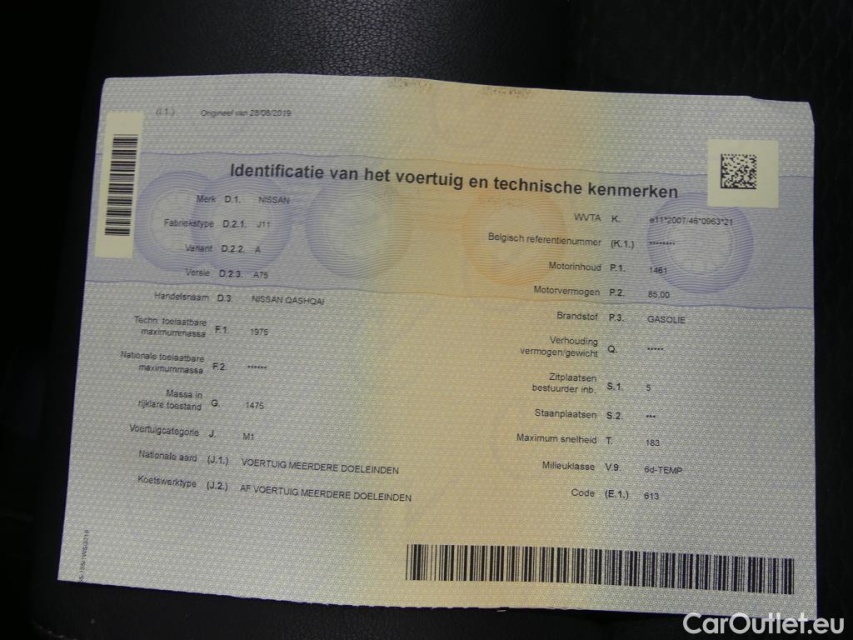 (I.1.) Origineel van 28/08/2019
Identificatie van het voertuig en technische kenmerken
Merk D.1. NISSAN
Fabriekstype D.2.1. J11
Variant D.2.2. A
Versie D.2.3. A75
Handelsnaam D.3. NISSAN QASHQAI
Techn. toelaatbare
maximummassa F.1. 1975
Nationale toelaatbare
maximummassa F.2. ******
Massa in
rijklare toestand G. 1475
Voertuigcategorie J. M1
Nationale aard (J.1.) VOERTUIG MEERDERE DOELEINDEN
Koetswerktype (J.2.) AF VOERTUIG MEERDERE DOELEINDEN
WVTA K. e11*2007/46*0963*21
Belgisch referentienummer (K.1.) ********
Motorinhoud P.1. 1461
Motorvermogen P.2. 85,00
Brandstof P.3. GASOLIE
Verhouding
vermogen/gewicht Q. *****
Zitplaatsen
bestuurder inb. S.1. 5
Staanplaatsen S.2. ***
Maximum snelheid T. 183
Milieuklasse V.9. 6d-TEMP
Code (E.1.) 613
CarOutlet.eu